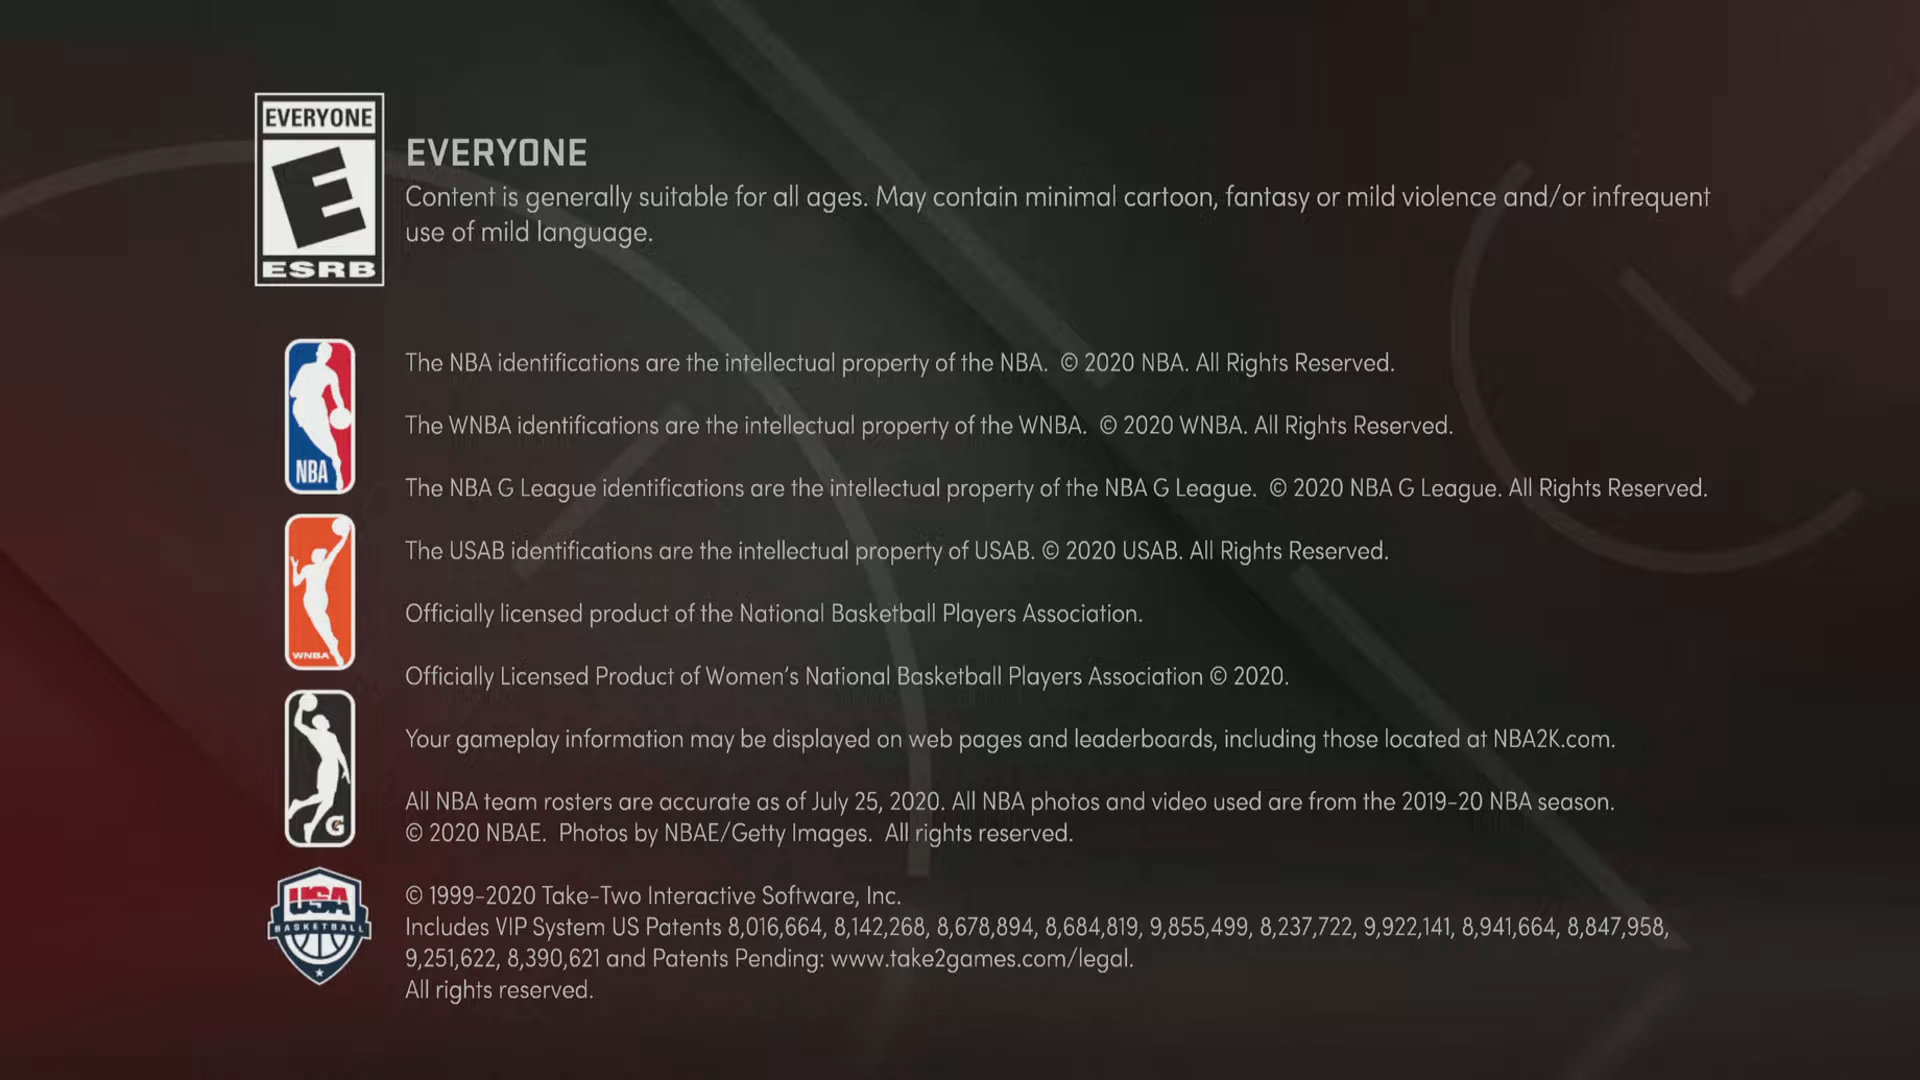 EVERYONE
E
ESRB
EVERYONE
Content is generally suitable for all ages. May contain minimal cartoon, fantasy or mild violence and/or infrequent
use of mild language.
NBA
The NBA identifications are the intellectual property of the NBA.  © 2020 NBA. All Rights Reserved.
The WNBA identifications are the intellectual property of the WNBA.  © 2020 WNBA. All Rights Reserved.
The NBA G League identifications are the intellectual property of the NBA G League.  © 2020 NBA G League. All Rights Reserved.
WNBA
The USAB identifications are the intellectual property of USAB. © 2020 USAB. All Rights Reserved.
Officially licensed product of the National Basketball Players Association.
Officially Licensed Product of Women's National Basketball Players Association © 2020.
G
Your gameplay information may be displayed on web pages and leaderboards, including those located at NBA2K.com.
All NBA team rosters are accurate as of July 25, 2020. All NBA photos and video used are from the 2019-20 NBA season.
© 2020 NBAE.  Photos by NBAE/Getty Images.  All rights reserved.
USA
BASKETBALL
© 1999-2020 Take-Two Interactive Software, Inc.
Includes VIP System US Patents 8,016,664, 8,142,268, 8,678,894, 8,684,819, 9,855,499, 8,237,722, 9,922,141, 8,941,664, 8,847,958,
9,251,622, 8,390,621 and Patents Pending: www.take2games.com/legal.
All rights reserved.